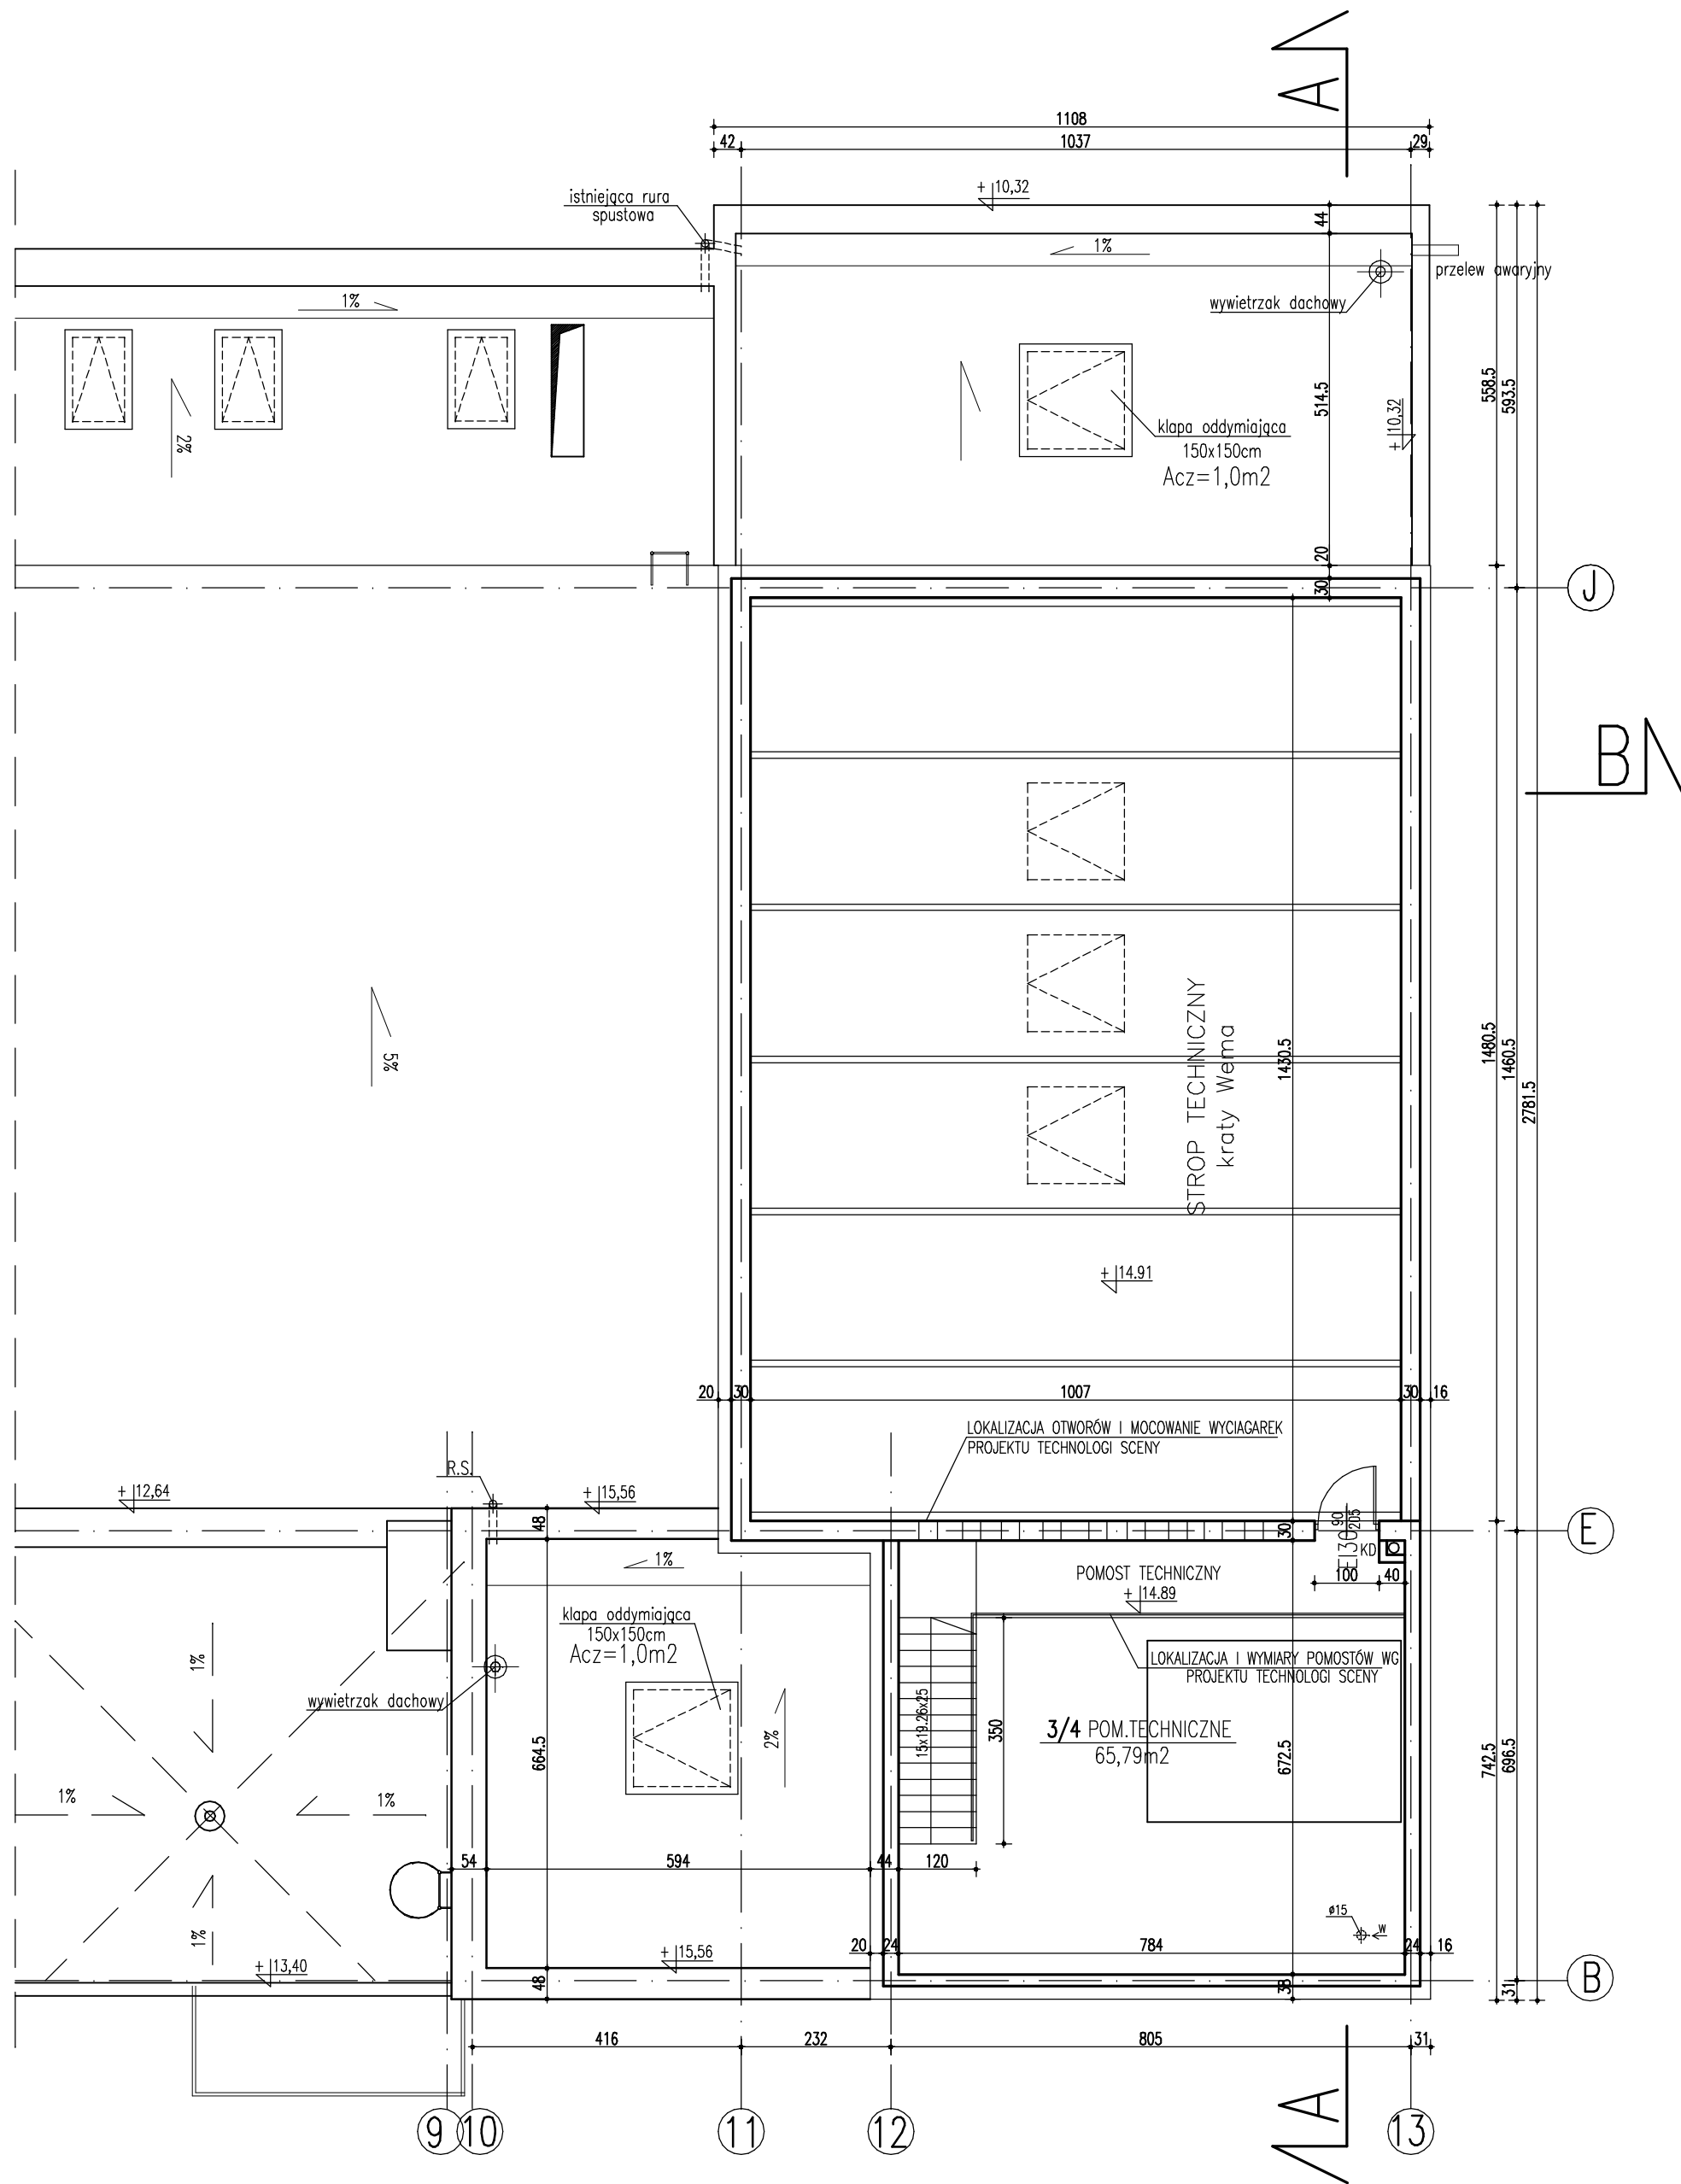 A
1108
42
1037
29
+ 10,32
istniejąca rura
spustowa
44
1%
przelew awaryjny
wywietrzak dachowy
1%
2%
514.5
558.5
593.5
+ 10,32
klapa oddymiająca
150x150cm
Acz=1,0m2
20
30
J
B
STROP TECHNICZNY
kraty Wema
1430.5
1480.5
1460.5
2781.5
5%
+ 14.91
20
30
1007
30
16
LOKALIZACJA OTWORÓW I MOCOWANIE WYCIAGAREK
PROJEKTU TECHNOLOGI SCENY
R.S.
+ 12,64
+ 15,56
48
30
EI30
90
205
KD
E
1%
POMOST TECHNICZNY
+ 14.89
100
40
klapa oddymiająca
150x150cm
Acz=1,0m2
LOKALIZACJA I WYMIARY POMOSTÓW WG
PROJEKTU TECHNOLOGI SCENY
1%
wywietrzak dachowy
664.5
2%
15x19.26x25
350
3/4 POM.TECHNICZNE
65,79m2
672.5
742.5
696.5
1%
1%
54
594
44
120
ø15
W
1%
+ 13,40
+ 15,56
20
24
784
24
16
48
38
31
B
416
232
805
31
9
10
11
12
13
A